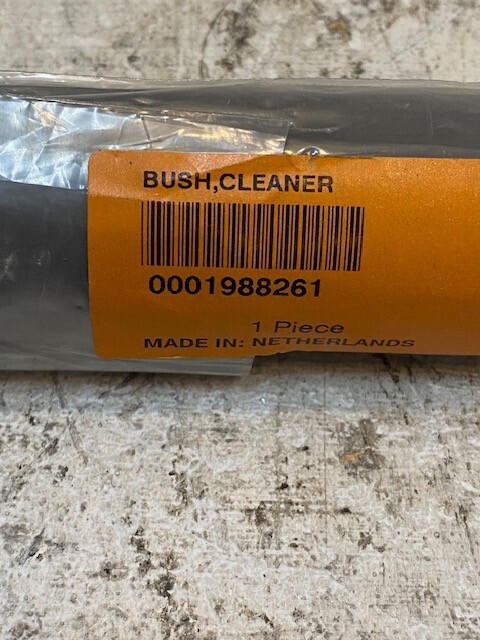 BUSH,CLEANER
0001988261
1 Piece
MADE IN: NETHERLANDS